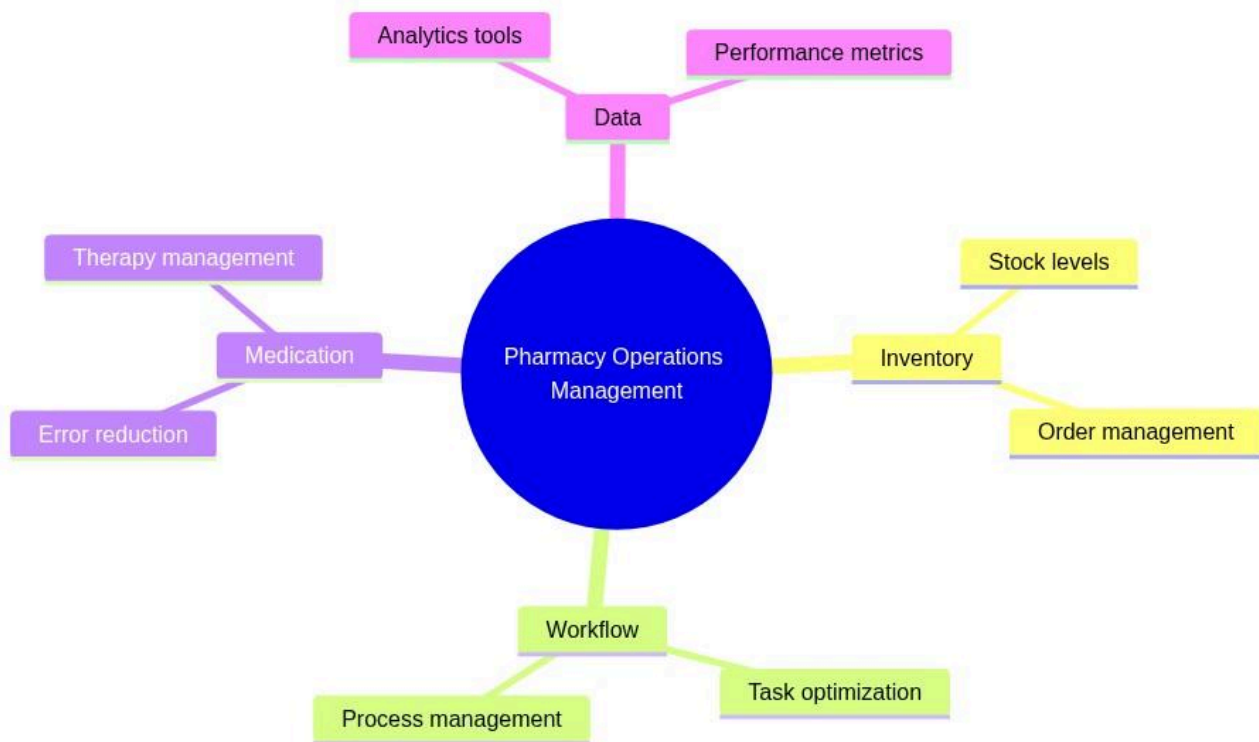 Analytics tools
Performance metrics
Data
Therapy management
Stock levels
Medication
Pharmacy Operations
Management
Inventory
Error reduction
Order management
Workflow
Task optimization
Process management